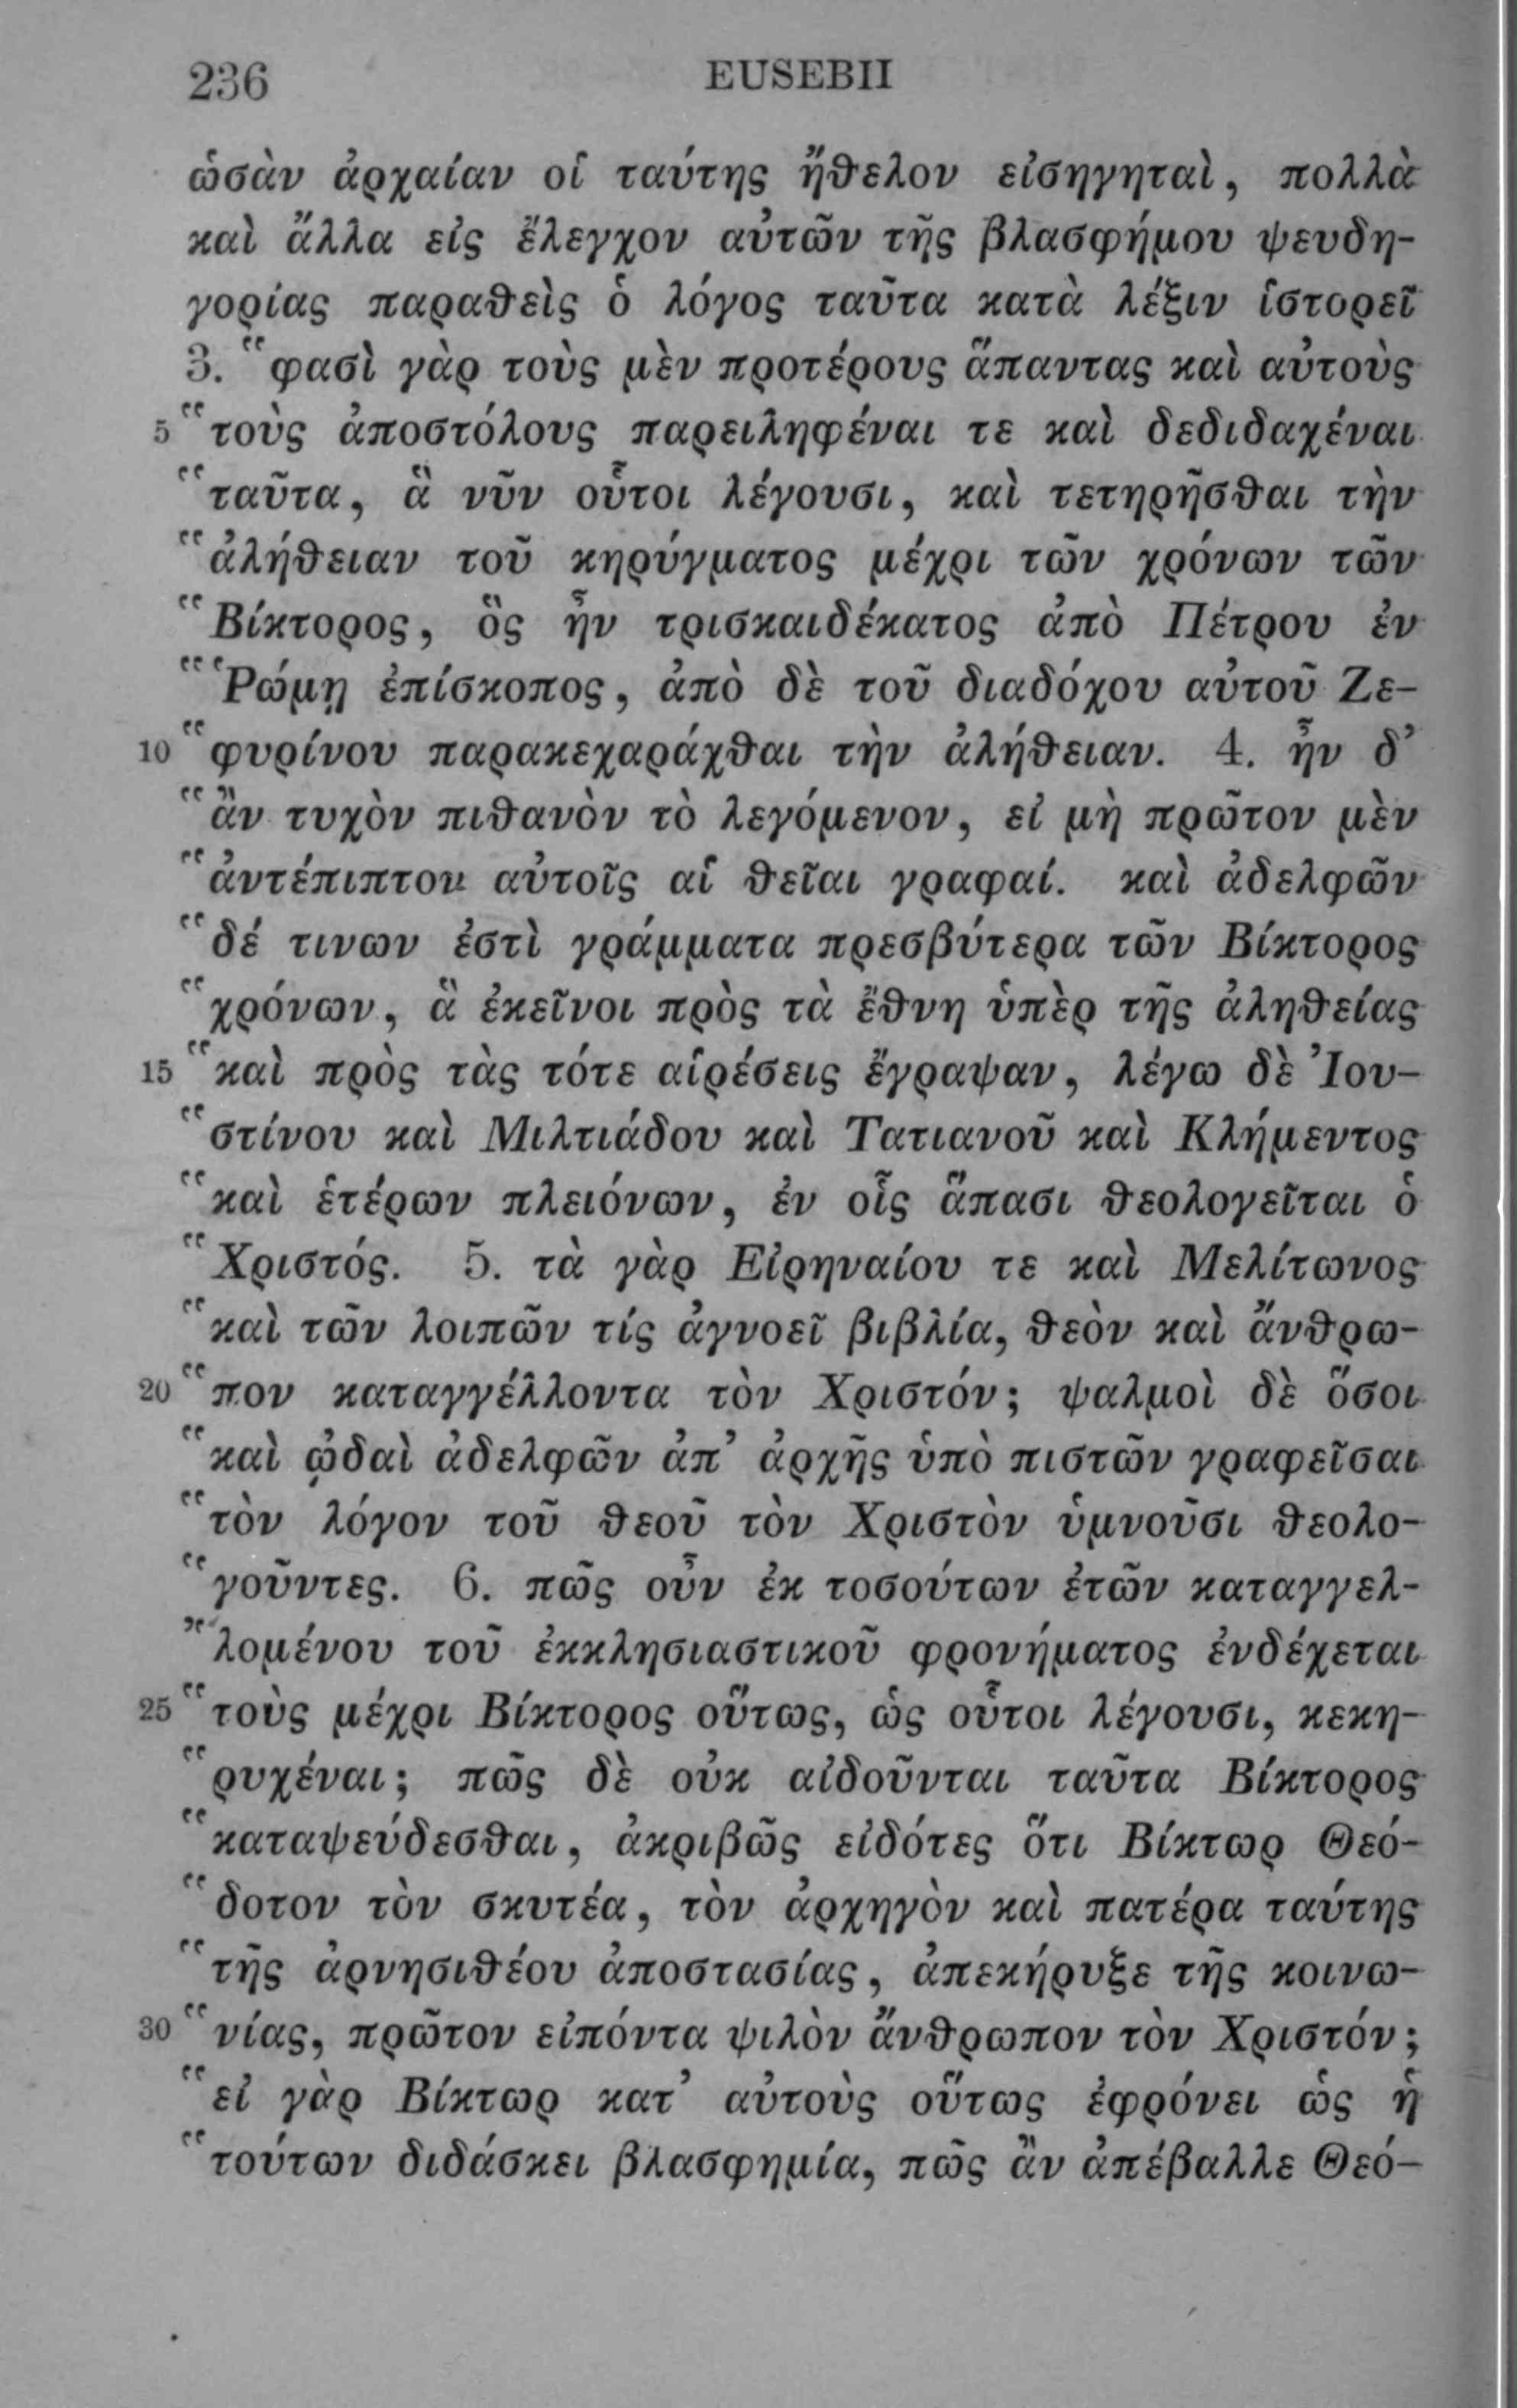 236 EUSEBII
ὡσὰν ἀρχαίαν οἱ ταύτης ἤθελον εἰσηγηταὶ, πολλὰ
καὶ ἄλλα εἰς ἔλεγχον αὐτῶν τῆς βλασφήμου ψευδη-
γορίας παραθεὶς ὁ λόγος ταῦτα κατὰ λέξιν ἱστορεῖ
3. “φασὶ γὰρ τοὺς μὲν προτέρους ἅπαντας καὶ αὐτοὺς
5 “τοὺς ἀποστόλους παρειληφέναι τε καὶ δεδιδαχέναι
“ταῦτα, ἃ νῦν οὗτοι λέγουσι, καὶ τετηρῆσθαι τὴν
“ἀλήθειαν τοῦ κηρύγματος μέχρι τῶν χρόνων τῶν
“Βίκτορος, ὃς ἦν τρισκαιδέκατος ἀπὸ Πέτρου ἐν
“Ῥώμῃ ἐπίσκοπος, ἀπὸ δὲ τοῦ διαδόχου αὐτοῦ Ζε-
10 “φυρίνου παρακεχαράχθαι τὴν ἀλήθειαν. 4. ἦν δ’
“ἂν τυχὸν πιθανὸν τὸ λεγόμενον, εἰ μὴ πρῶτον μὲν
“ἀντέπιπτον αὐτοῖς αἱ θεῖαι γραφαί. καὶ ἀδελφῶν
“δέ τινων ἐστὶ γράμματα πρεσβύτερα τῶν Βίκτορος
“χρόνων, ἃ ἐκεῖνοι πρὸς τὰ ἔθνη ὑπὲρ τῆς ἀληθείας
15 “καὶ πρὸς τὰς τότε αἱρέσεις ἔγραψαν, λέγω δὲ Ἰου-
“στίνου καὶ Μιλτιάδου καὶ Τατιανοῦ καὶ Κλήμεντος
“καὶ ἑτέρων πλειόνων, ἐν οἷς ἅπασι θεολογεῖται ὁ
“Χριστός. 5. τὰ γὰρ Εἰρηναίου τε καὶ Μελίτωνος
“καὶ τῶν λοιπῶν τίς ἀγνοεῖ βιβλία, θεὸν καὶ ἄνθρω-
20 “πον καταγγέλλοντα τὸν Χριστόν; ψαλμοὶ δὲ ὅσοι
“καὶ ᾠδαὶ ἀδελφῶν ἀπ’ ἀρχῆς ὑπὸ πιστῶν γραφεῖσαι
“τὸν λόγον τοῦ θεοῦ τὸν Χριστὸν ὑμνοῦσι θεολο-
“γοῦντες. 6. πῶς οὖν ἐκ τοσούτων ἐτῶν καταγγελ-
“λομένου τοῦ ἐκκλησιαστικοῦ φρονήματος ἐνδέχεται
25 “τοὺς μέχρι Βίκτορος οὕτως, ὡς οὗτοι λέγουσι, κεκη-
“ρυχέναι; πῶς δὲ οὐκ αἰδοῦνται ταῦτα Βίκτορος
“καταψεύδεσθαι, ἀκριβῶς εἰδότες ὅτι Βίκτωρ Θεό-
“δοτον τὸν σκυτέα, τὸν ἀρχηγὸν καὶ πατέρα ταύτης
“τῆς ἀρνησιθέου ἀποστασίας, ἀπεκήρυξε τῆς κοινω-
30 “νίας, πρῶτον εἰπόντα ψιλὸν ἄνθρωπον τὸν Χριστόν;
“εἰ γὰρ Βίκτωρ κατ’ αὐτοὺς οὕτως ἐφρόνει ὡς ἡ
“τούτων διδάσκει βλασφημία, πῶς ἂν ἀπέβαλλε Θεό-